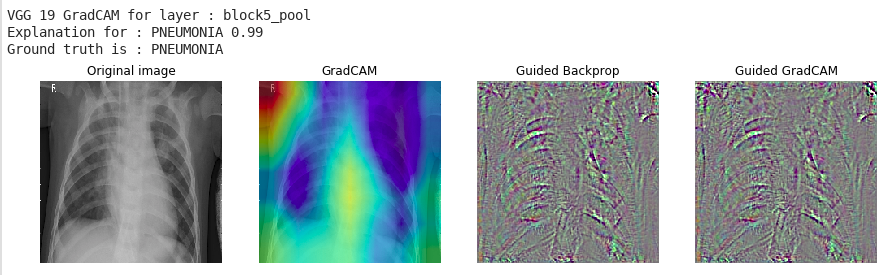 VGG 19 GradCAM for layer : block5_pool
Explanation for : PNEUMONIA 0.99
Ground truth is : PNEUMONIA
Original image GradCAM Guided Backprop Guided GradCAM
R R